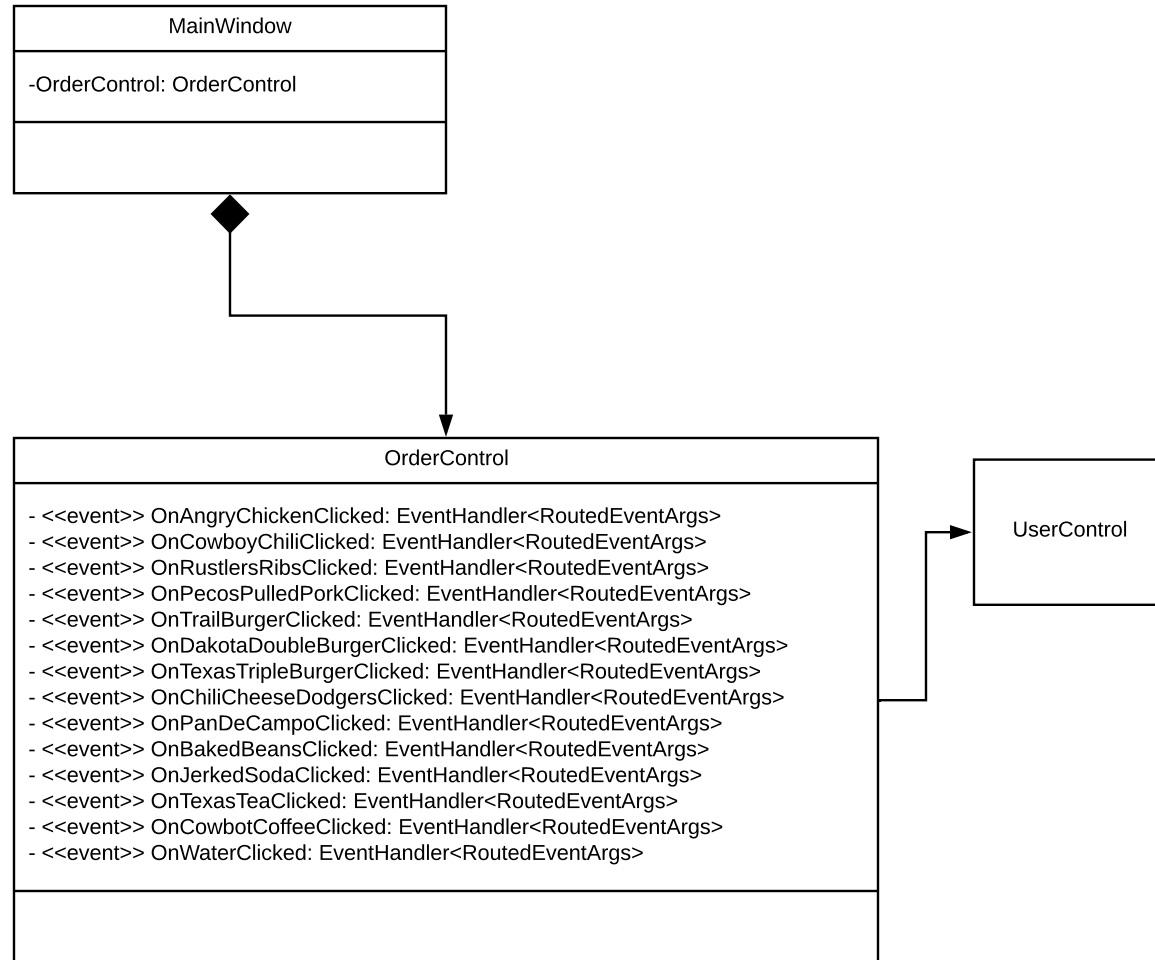 MainWindow
-OrderControl: OrderControl
OrderControl
- <<event>> OnAngryChickenClicked: EventHandler<RoutedEventArgs>
- <<event>> OnCowboyChiliClicked: EventHandler<RoutedEventArgs>
- <<event>> OnRustlersRibsClicked: EventHandler<RoutedEventArgs>
- <<event>> OnPecosPulledPorkClicked: EventHandler<RoutedEventArgs>
- <<event>> OnTrailBurgerClicked: EventHandler<RoutedEventArgs>
- <<event>> OnDakotaDoubleBurgerClicked: EventHandler<RoutedEventArgs>
- <<event>> OnTexasTripleBurgerClicked: EventHandler<RoutedEventArgs>
- <<event>> OnChiliCheeseDodgersClicked: EventHandler<RoutedEventArgs>
- <<event>> OnPanDeCampoClicked: EventHandler<RoutedEventArgs>
- <<event>> OnBakedBeansClicked: EventHandler<RoutedEventArgs>
- <<event>> OnJerkedSodaClicked: EventHandler<RoutedEventArgs>
- <<event>> OnTexasTeaClicked: EventHandler<RoutedEventArgs>
- <<event>> OnCowbotCoffeeClicked: EventHandler<RoutedEventArgs>
- <<event>> OnWaterClicked: EventHandler<RoutedEventArgs>
UserControl